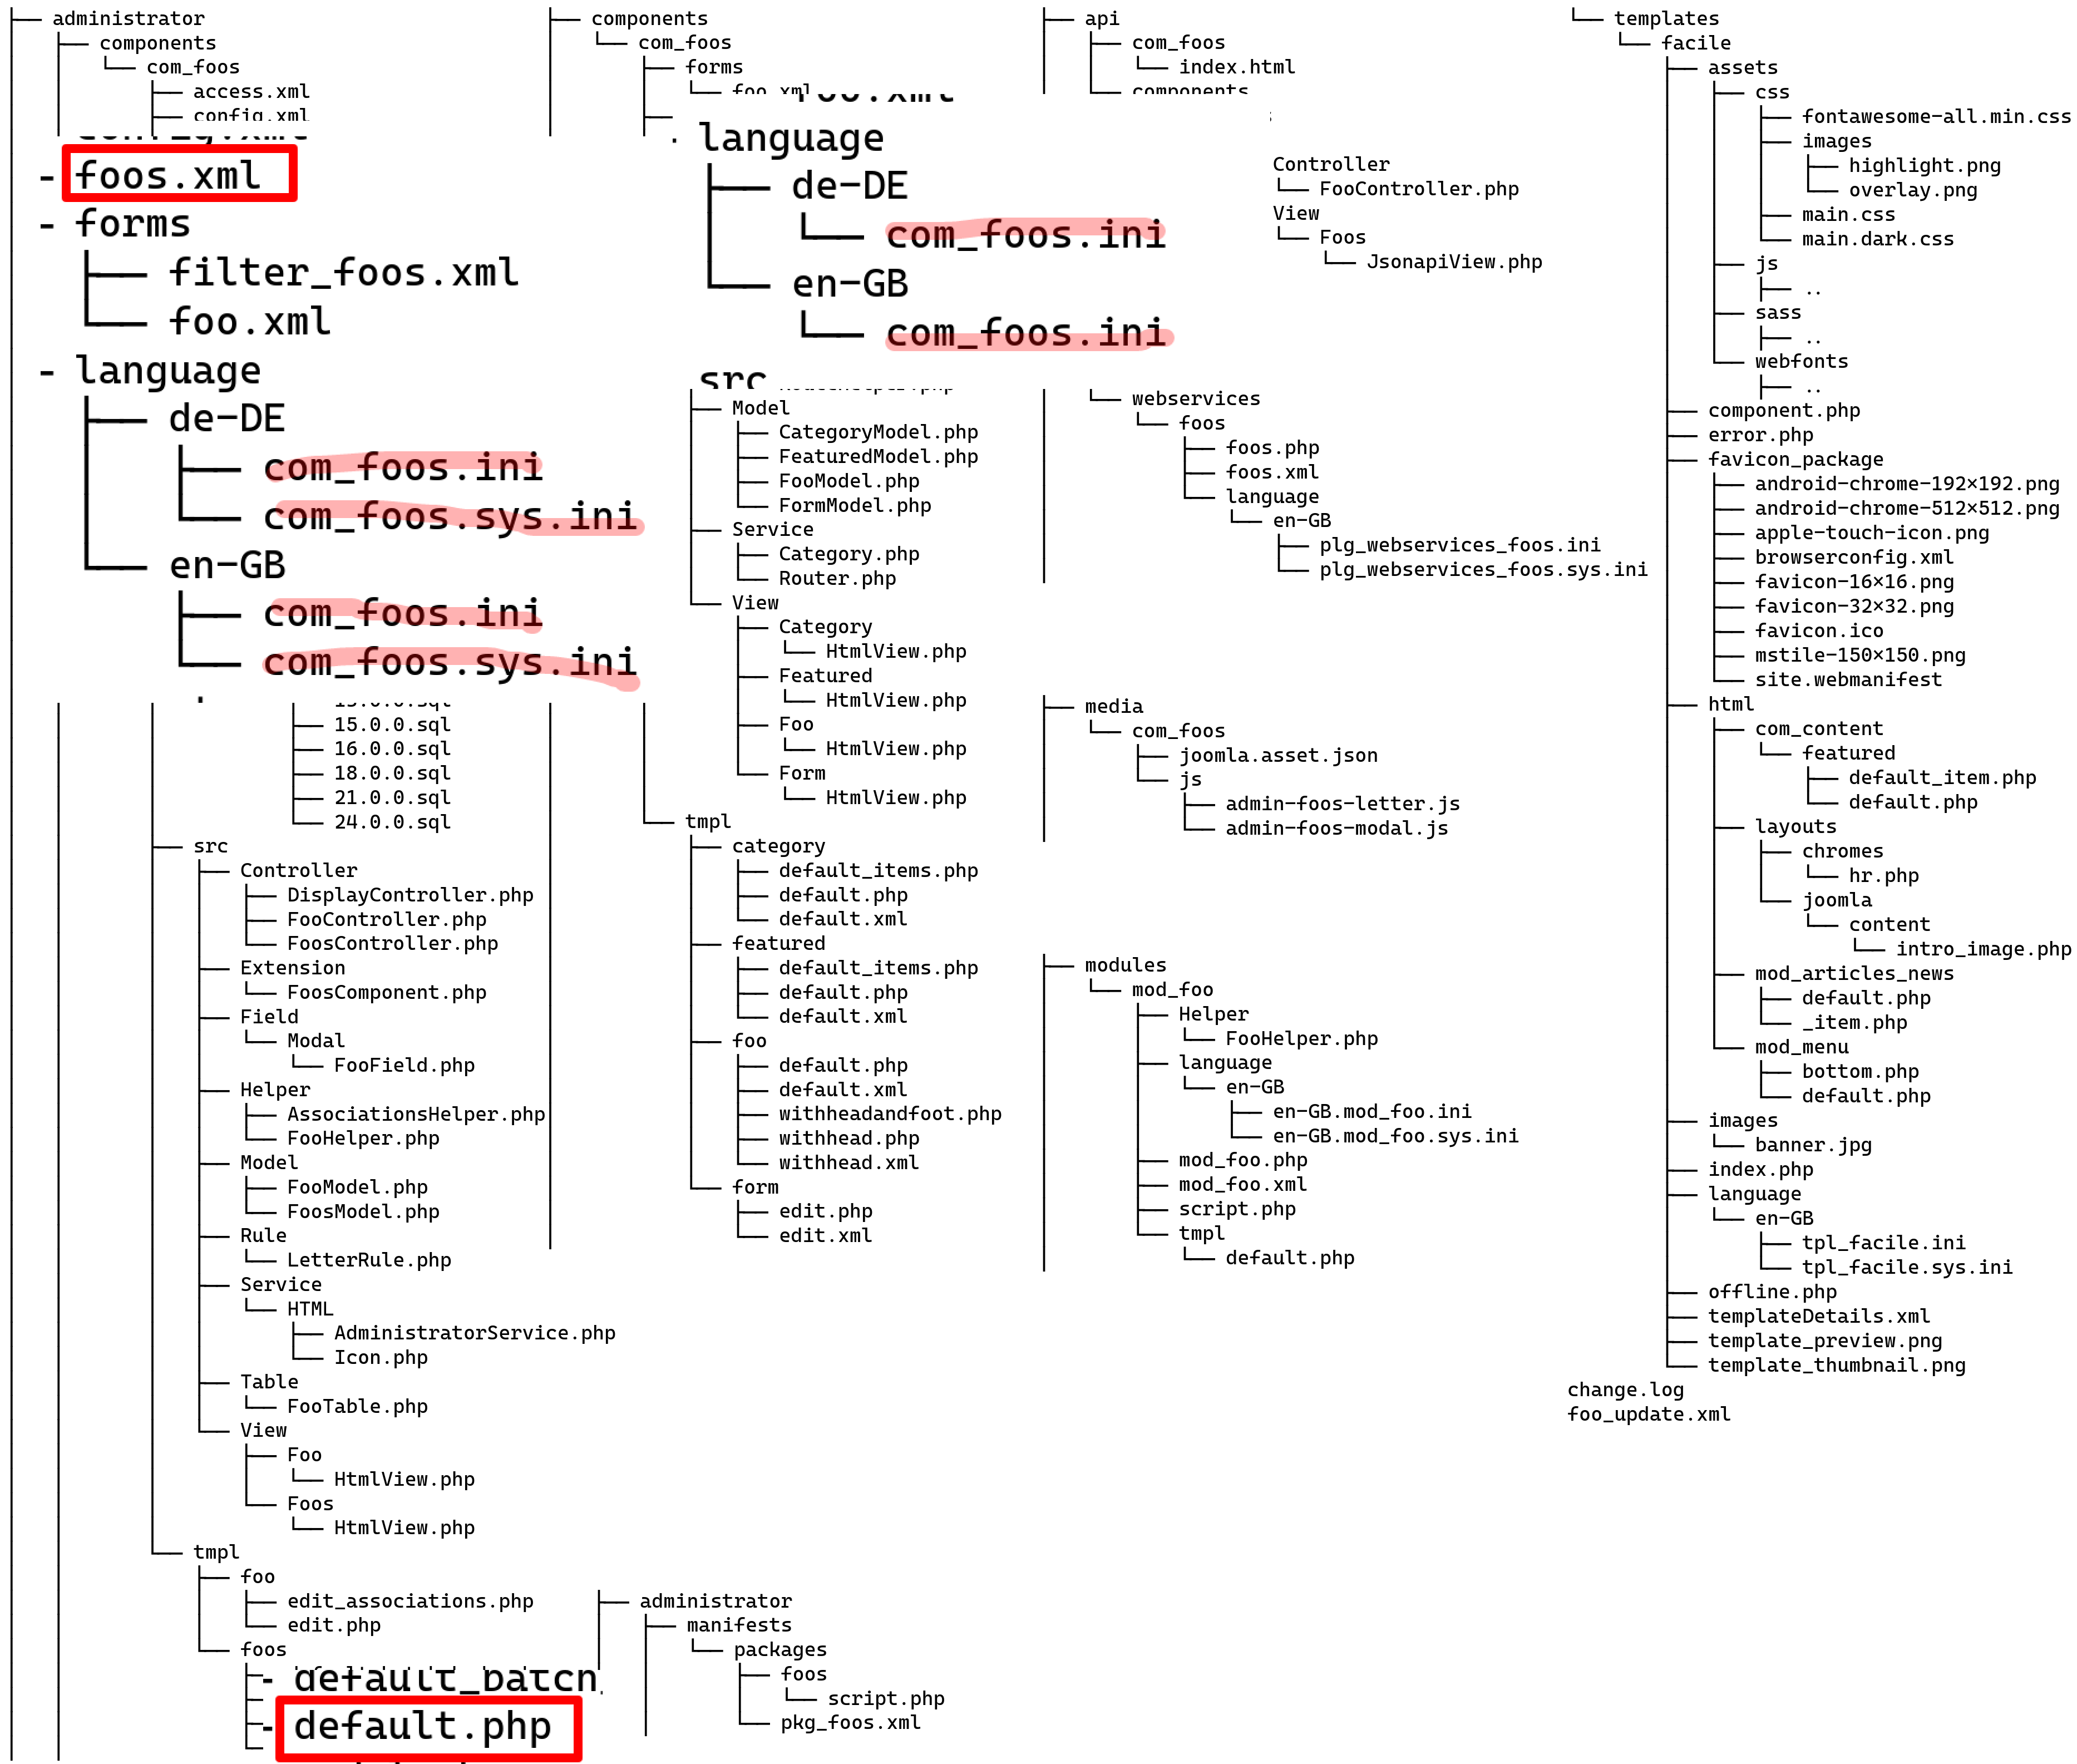 administrator
components
com_foos
access.xml
config.xml
foos.xml
forms
filter_foos.xml
foo.xml
language
de-DE
com_foos.ini
com_foos.sys.ini
en-GB
com_foos.ini
com_foos.sys.ini
15.0.0.sql
16.0.0.sql
18.0.0.sql
21.0.0.sql
24.0.0.sql
src
Controller
DisplayController.php
FooController.php
FoosController.php
Extension
FoosComponent.php
Field
Modal
FooField.php
Helper
AssociationsHelper.php
FooHelper.php
Model
FooModel.php
FoosModel.php
Rule
LetterRule.php
Service
HTML
AdministratorService.php
Icon.php
Table
FooTable.php
View
Foo
HtmlView.php
Foos
HtmlView.php
tmpl
foo
edit_associations.php
edit.php
foos
default_batch
default.php
components
com_foos
forms
foo.xml
language
de-DE
com_foos.ini
en-GB
com_foos.ini
src
Model
CategoryModel.php
FeaturedModel.php
FooModel.php
FormModel.php
Service
Category.php
Router.php
View
Category
HtmlView.php
Featured
HtmlView.php
Foo
HtmlView.php
Form
HtmlView.php
tmpl
category
default_items.php
default.php
default.xml
featured
default_items.php
default.php
default.xml
foo
default.php
default.xml
withheadandfoot.php
withhead.php
withhead.xml
form
edit.php
edit.xml
administrator
manifests
packages
foos
script.php
pkg_foos.xml
api
com_foos
index.html
components
Controller
FooController.php
View
Foos
JsonapiView.php
webservices
foos
foos.php
foos.xml
language
en-GB
plg_webservices_foos.ini
plg_webservices_foos.sys.ini
media
com_foos
joomla.asset.json
js
admin-foos-letter.js
admin-foos-modal.js
modules
mod_foo
Helper
FooHelper.php
language
en-GB
en-GB.mod_foo.ini
en-GB.mod_foo.sys.ini
mod_foo.php
mod_foo.xml
script.php
tmpl
default.php
templates
facile
assets
css
fontawesome-all.min.css
images
highlight.png
overlay.png
main.css
main.dark.css
js
..
sass
..
webfonts
..
component.php
error.php
favicon_package
android-chrome-192×192.png
android-chrome-512×512.png
apple-touch-icon.png
browserconfig.xml
favicon-16×16.png
favicon-32×32.png
favicon.ico
mstile-150×150.png
site.webmanifest
html
com_content
featured
default_item.php
default.php
layouts
chromes
hr.php
joomla
content
intro_image.php
mod_articles_news
default.php
_item.php
mod_menu
bottom.php
default.php
images
banner.jpg
index.php
language
en-GB
tpl_facile.ini
tpl_facile.sys.ini
offline.php
templateDetails.xml
template_preview.png
template_thumbnail.png
change.log
foo_update.xml